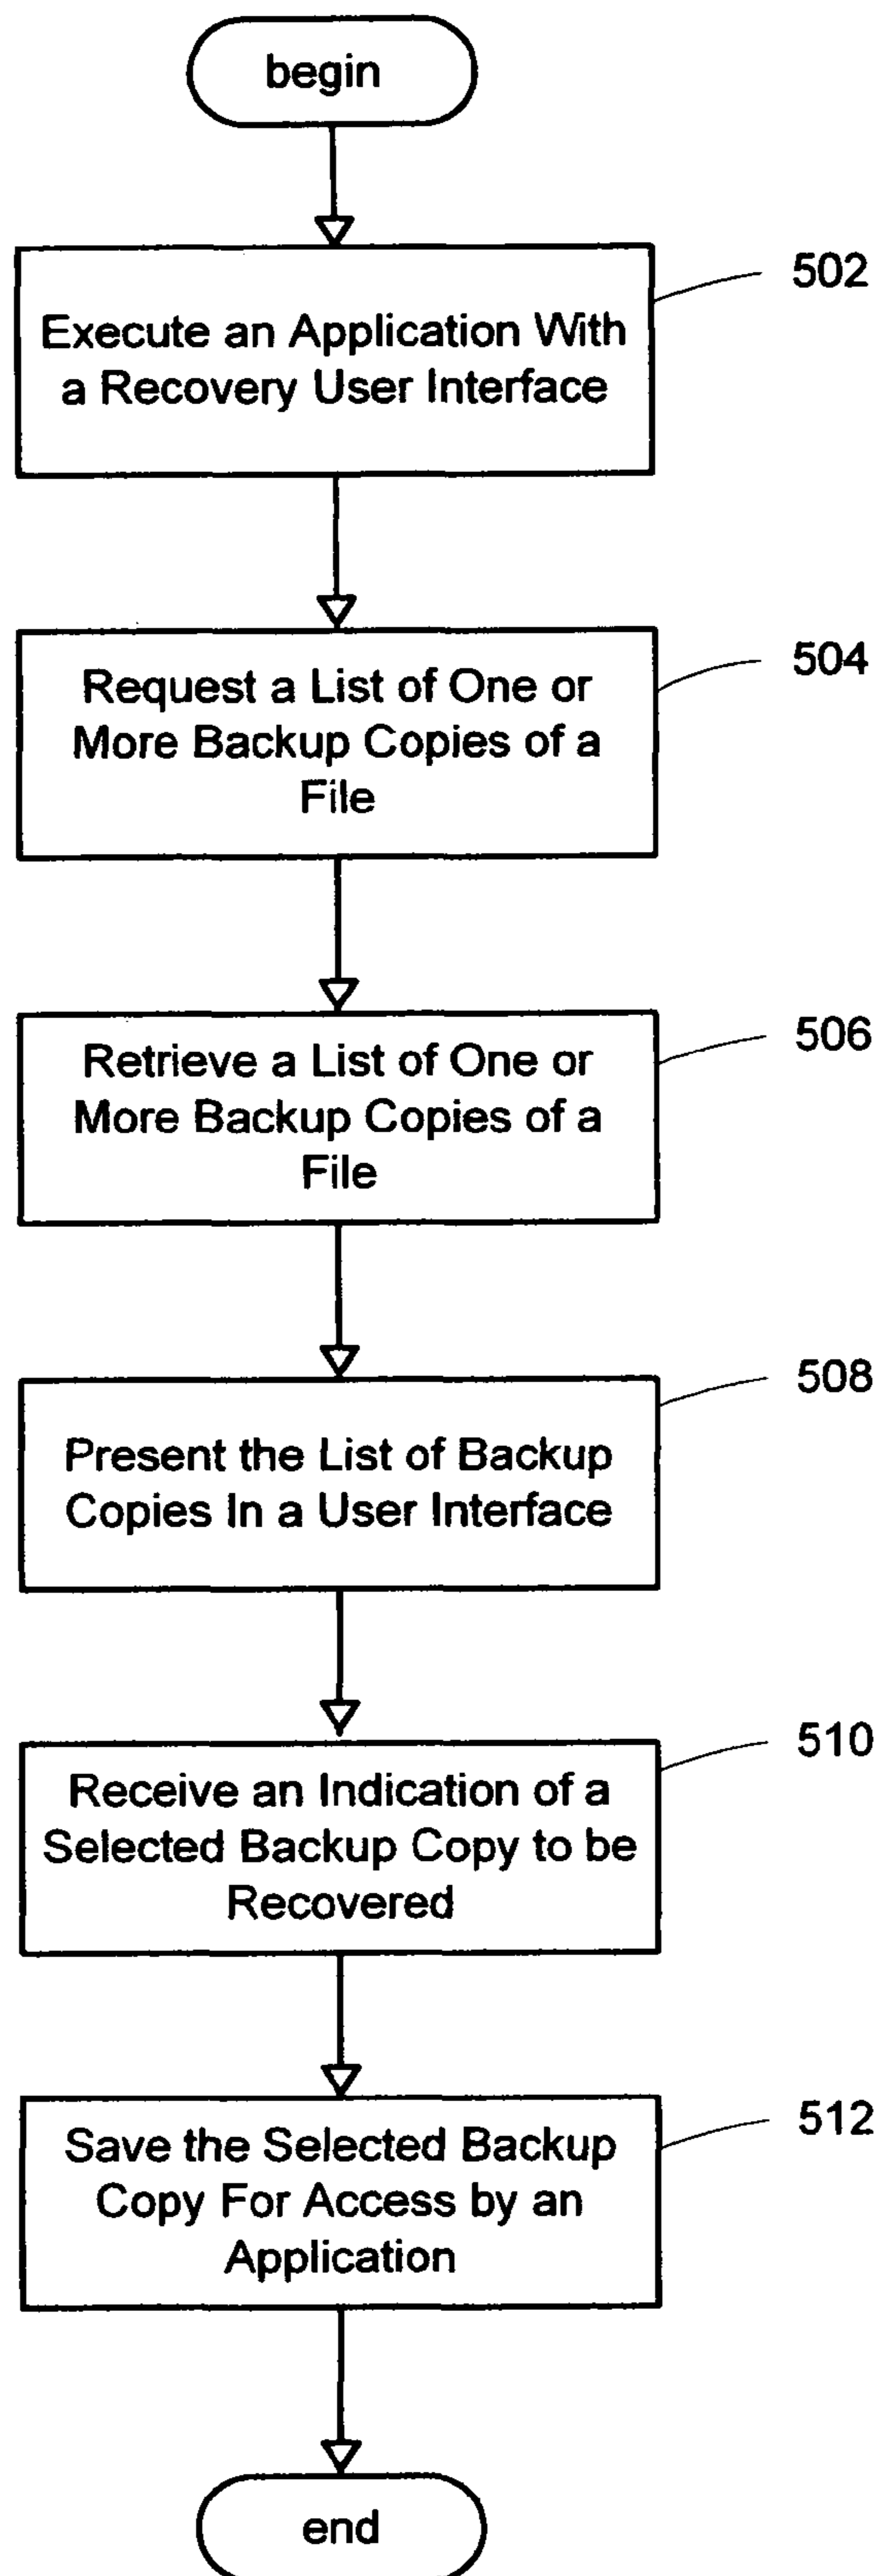 begin
502
Execute an Application With
a Recovery User Interface
504
Request a List of One or
More Backup Copies of a
File
506
Retrieve a List of One or
More Backup Copies of a
File
508
Present the List of Backup
Copies In a User Interface
510
Receive an Indication of a
Selected Backup Copy to be
Recovered
512
Save the Selected Backup
Copy For Access by an
Application
end